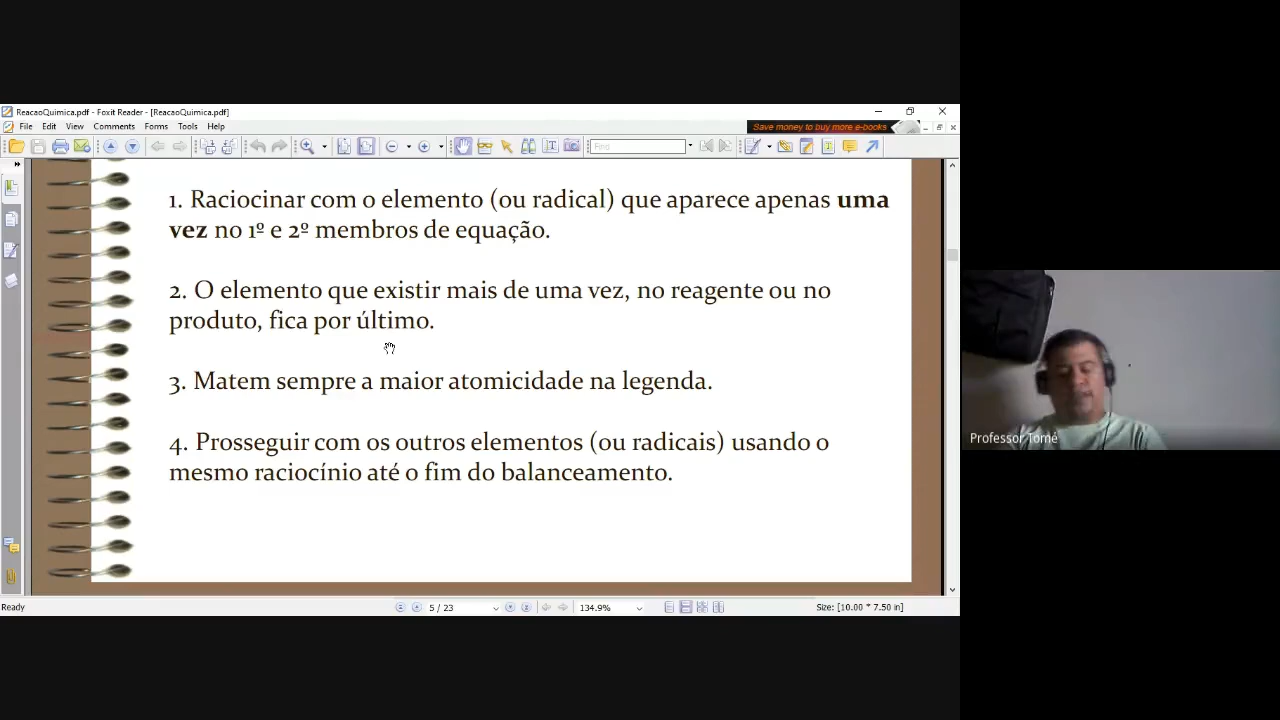 ReacaoQuimica.pdf - Foxit Reader - [ReacaoQuimica.pdf]
File Edit View Comments Forms Tools Help
Save money to buy more e-books
Find
1. Raciocinar com o elemento (ou radical) que aparece apenas uma
vez no 1º e 2º membros de equação.
2. O elemento que existir mais de uma vez, no reagente ou no
produto, fica por último.
3. Matem sempre a maior atomicidade na legenda.
4. Prosseguir com os outros elementos (ou radicais) usando o
mesmo raciocínio até o fim do balanceamento.
Professor Tomé
Ready
5 / 23
134.9%
Size: [10.00 * 7.50 in]